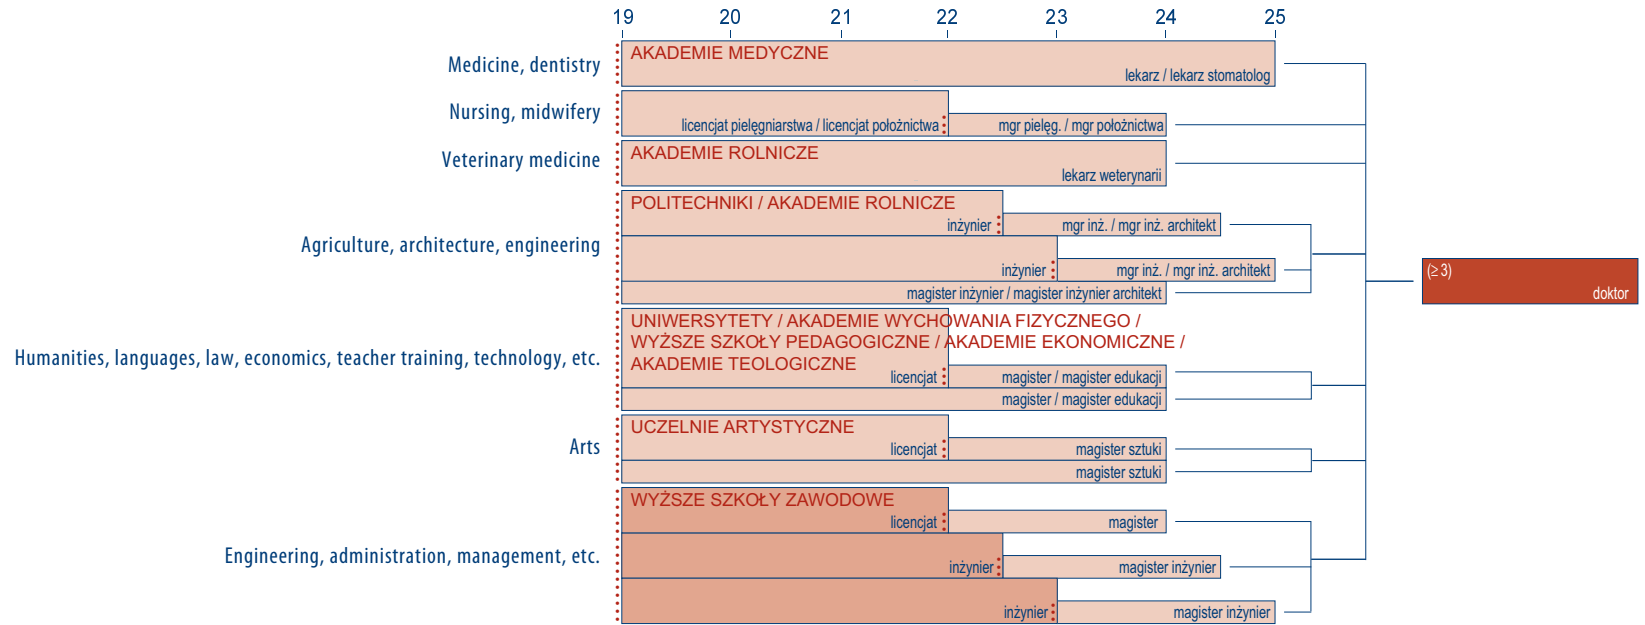 19 20 21 22 23 24 25
Medicine, dentistry
AKADEMIE MEDYCZNE
lekarz / lekarz stomatolog
Nursing, midwifery
licencjat pielęgniarstwa / licencjat położnictwa
mgr pielęg. / mgr położnictwa
Veterinary medicine
AKADEMIE ROLNICZE
lekarz weterynarii
Agriculture, architecture, engineering
POLITECHNIKI / AKADEMIE ROLNICZE
inżynier
mgr inż. / mgr inż. architekt
inżynier
mgr inż. / mgr inż. architekt
magister inżynier / magister inżynier architekt
(≥ 3)
doktor
Humanities, languages, law, economics, teacher training, technology, etc.
UNIWERSYTETY / AKADEMIE WYCHOWANIA FIZYCZNEGO /
WYŻSZE SZKOŁY PEDAGOGICZNE / AKADEMIE EKONOMICZNE /
AKADEMIE TEOLOGICZNE
licencjat
magister / magister edukacji
magister / magister edukacji
Arts
UCZELNIE ARTYSTYCZNE
licencjat
magister sztuki
magister sztuki
Engineering, administration, management, etc.
WYŻSZE SZKOŁY ZAWODOWE
licencjat
magister
inżynier
magister inżynier
inżynier
magister inżynier